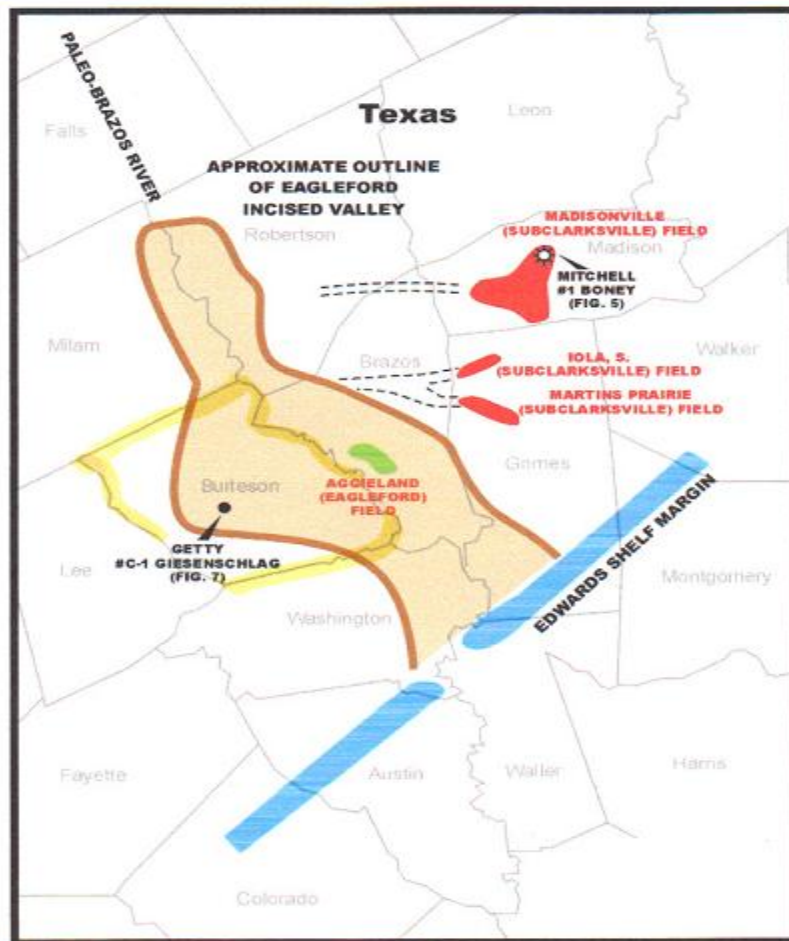 PALEO-BRAZOS RIVER
Texas
Leon
Falls
APPROXIMATE OUTLINE
OF EAGLEFORD
INCISED VALLEY
Robertson
MADISONVILLE
(SUBCLARKSVILLE) FIELD
Madison
MITCHELL
#1 BONEY
(FIG. 5)
Milam
Brazos
Walker
IOLA, S.
(SUBCLARKSVILLE) FIELD
MARTINS PRAIRIE
(SUBCLARKSVILLE) FIELD
Grimes
Burleson
AGGIELAND
(EAGLEFORD)
FIELD
GETTY
#C-1 GIESENSCHLAG
(FIG. 7)
Lee
EDWARDS SHELF MARGIN
Montgomery
Washington
Fayette
Austin
Waller
Harris
Colorado